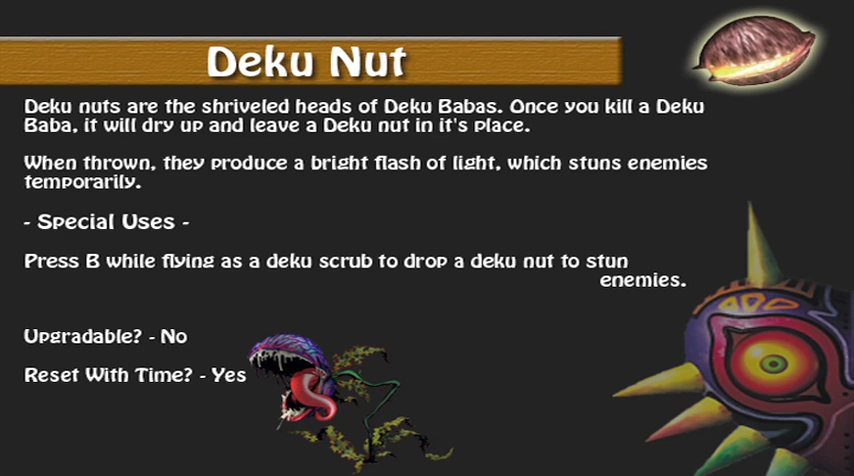 Deku Nut
Deku nuts are the shriveled heads of Deku Babas. Once you kill a Deku
Baba, it will dry up and leave a Deku nut in it's place.
When thrown, they produce a bright flash of light, which stuns enemies
temporarily.
- Special Uses -
Press B while flying as a deku scrub to drop a deku nut to stun
enemies.
Upgradable? - No
Reset With Time? - Yes